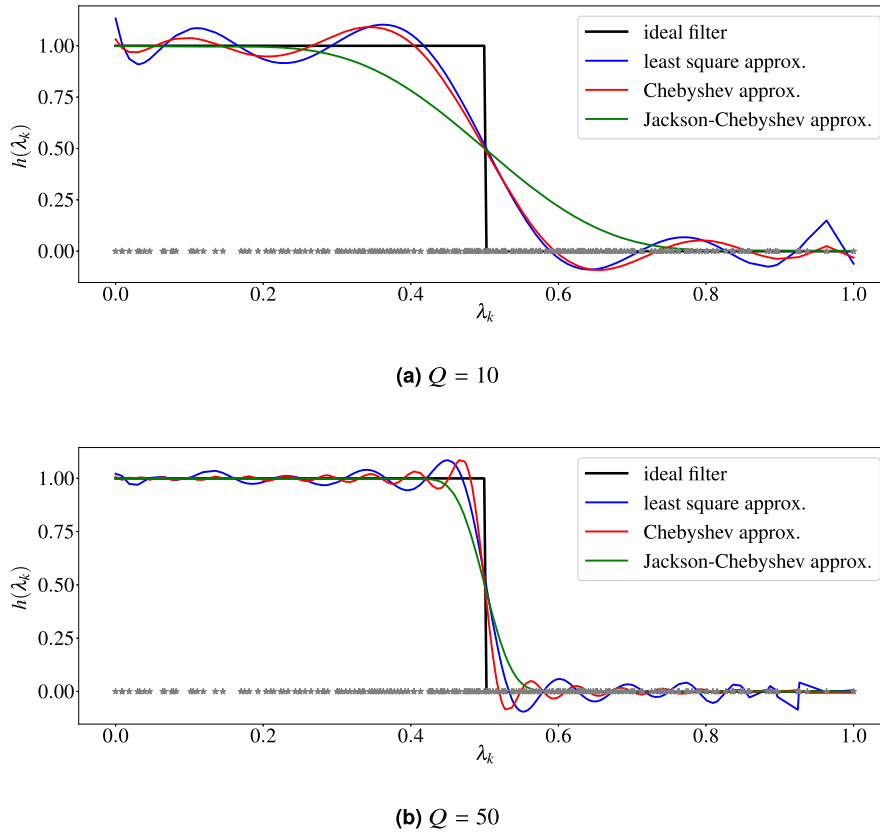 1.00
0.75
0.50
0.25
0.00
h(λₖ)
ideal filter
least square approx.
Chebyshev approx.
Jackson-Chebyshev approx.
0.0 0.2 0.4 0.6 0.8 1.0
λₖ
(a) Q = 10
1.00
0.75
0.50
0.25
0.00
h(λₖ)
ideal filter
least square approx.
Chebyshev approx.
Jackson-Chebyshev approx.
0.0 0.2 0.4 0.6 0.8 1.0
λₖ
(b) Q = 50